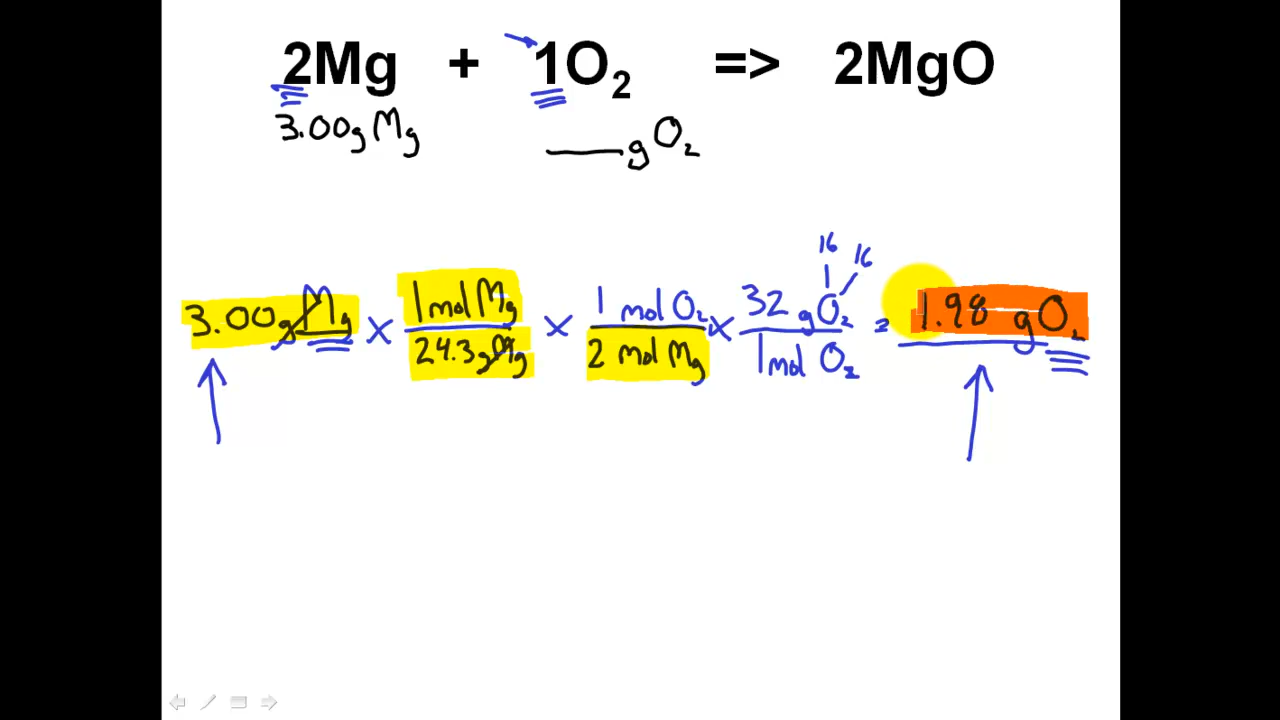 2Mg + 1O₂ => 2MgO
3.00g Mg ___g O₂
16 16
3.00g Mg x 1 mol Mg / 24.3g Mg x 1 mol O₂ / 2 mol Mg x 32 g O₂ / 1 mol O₂ = 1.98 g O₂